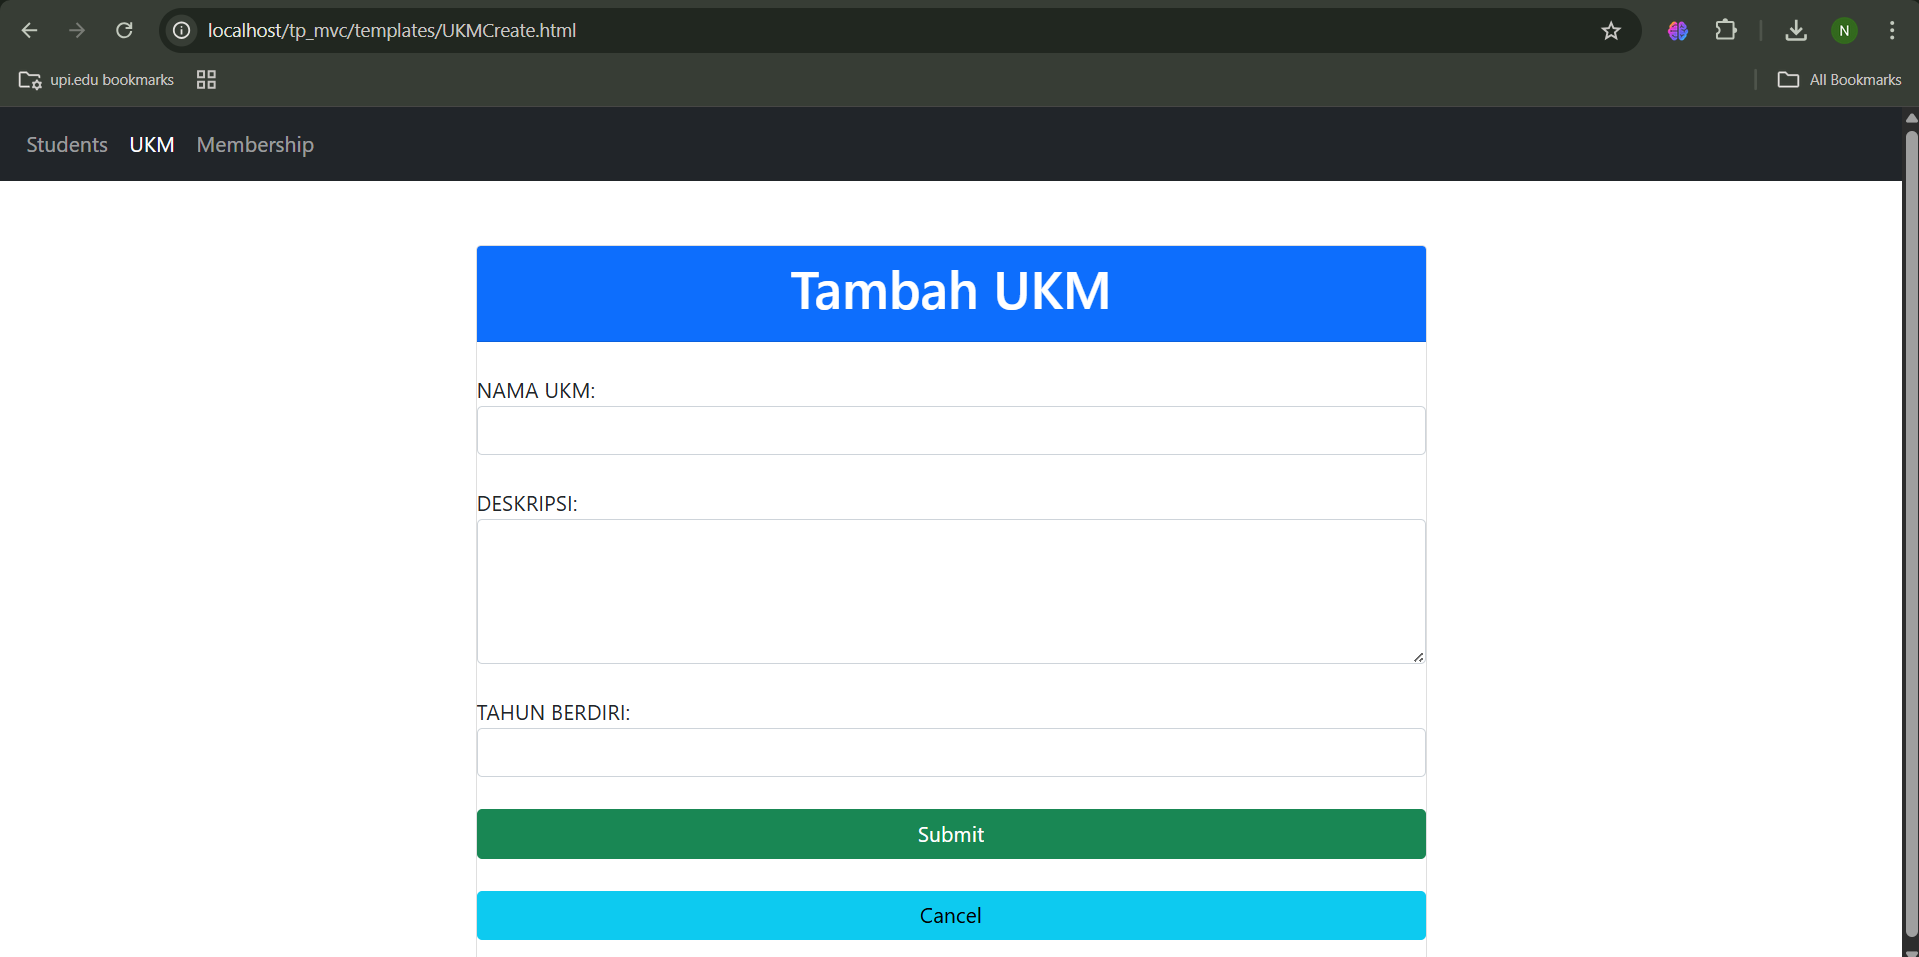 localhost/tp_mvc/templates/UKMCreate.html
N
upi.edu bookmarks
All Bookmarks
Students UKM Membership
Tambah UKM
NAMA UKM:
DESKRIPSI:
TAHUN BERDIRI:
Submit
Cancel